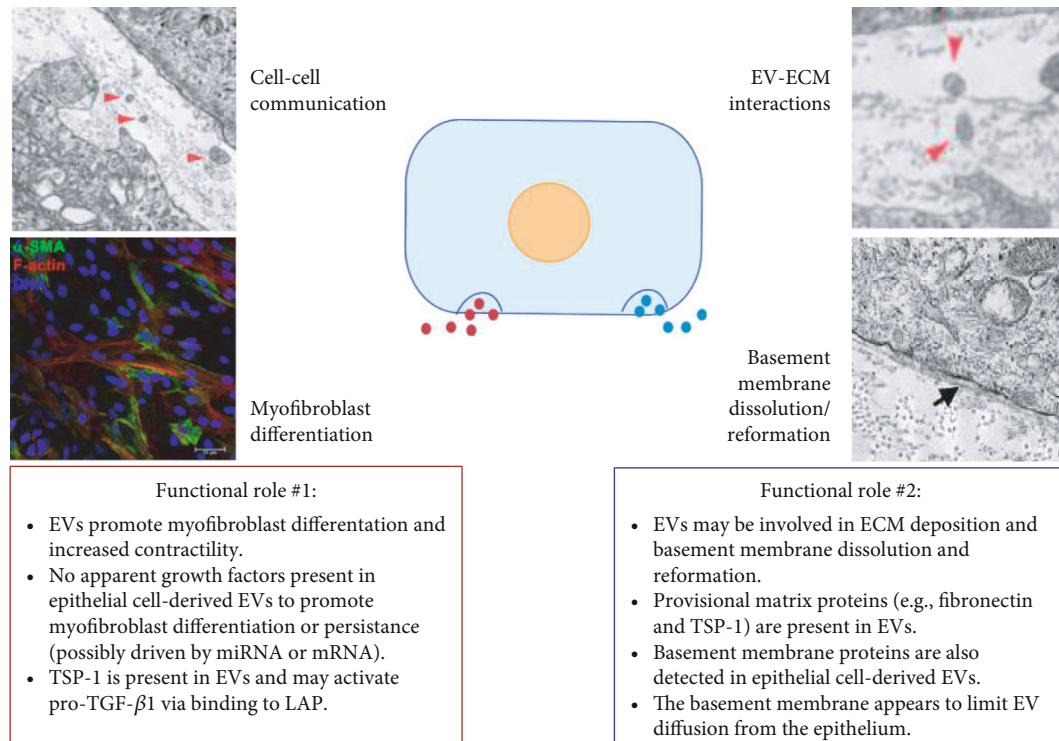 Cell-cell
communication
EV-ECM
interactions
α-SMA
F-actin
DNA
Myofibroblast
differentiation
Basement
membrane
dissolution/
reformation
Functional role #1:
• EVs promote myofibroblast differentation and
increased contractility.
• No apparent growth factors present in
epithelial cell-derived EVs to promote
myofibroblast differentiation or persistance
(possibly driven by miRNA or mRNA).
• TSP-1 is present in EVs and may activate
pro-TGF-β1 via binding to LAP.
Functional role #2:
• EVs may be involved in ECM deposition and
basement membrane dissolution and
reformation.
• Provisional matrix proteins (e.g., fibronectin
and TSP-1) are present in EVs.
• Basement membrane proteins are also
detected in epithelial cell-derived EVs.
• The basement membrane appears to limit EV
diffusion from the epithelium.